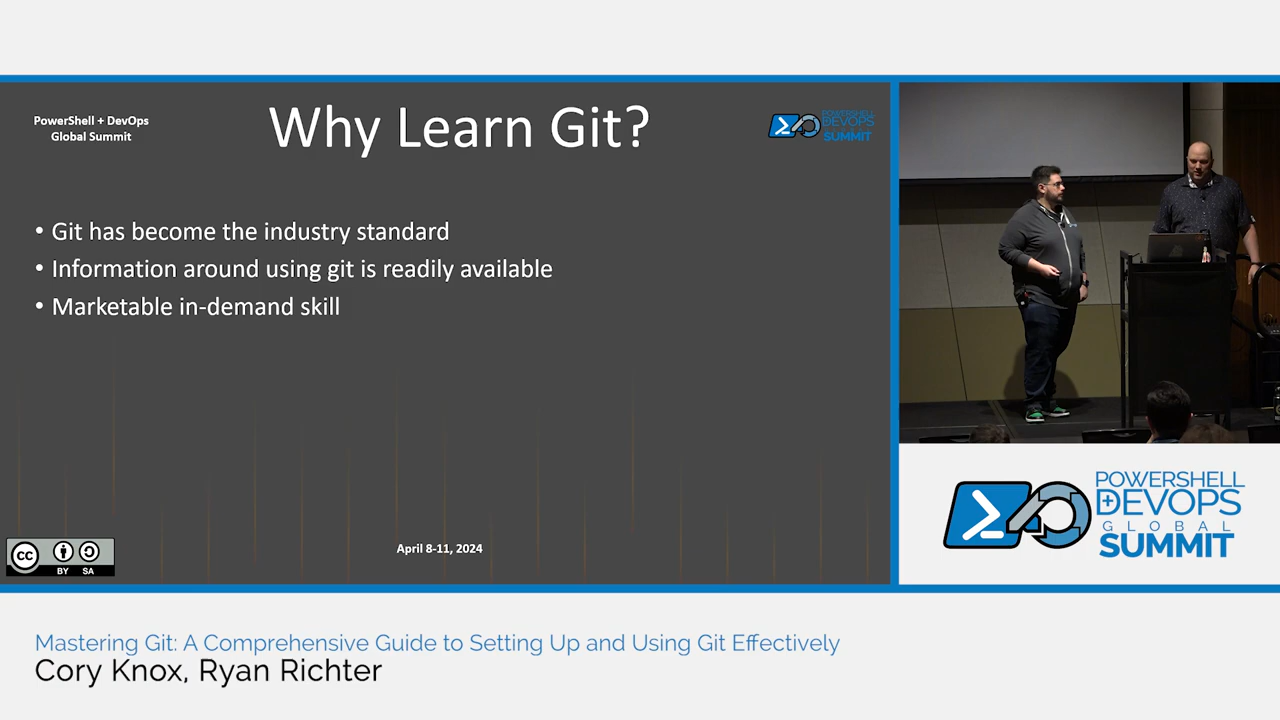 PowerShell + DevOps
Global Summit
Why Learn Git?
POWERSHELL
DEVOPS
SUMMIT
• Git has become the industry standard
• Information around using git is readily available
• Marketable in-demand skill
April 8-11, 2024
cc
BY SA
POWERSHELL
+DEVOPS
GLOBAL
SUMMIT
Mastering Git: A Comprehensive Guide to Setting Up and Using Git Effectively
Cory Knox, Ryan Richter